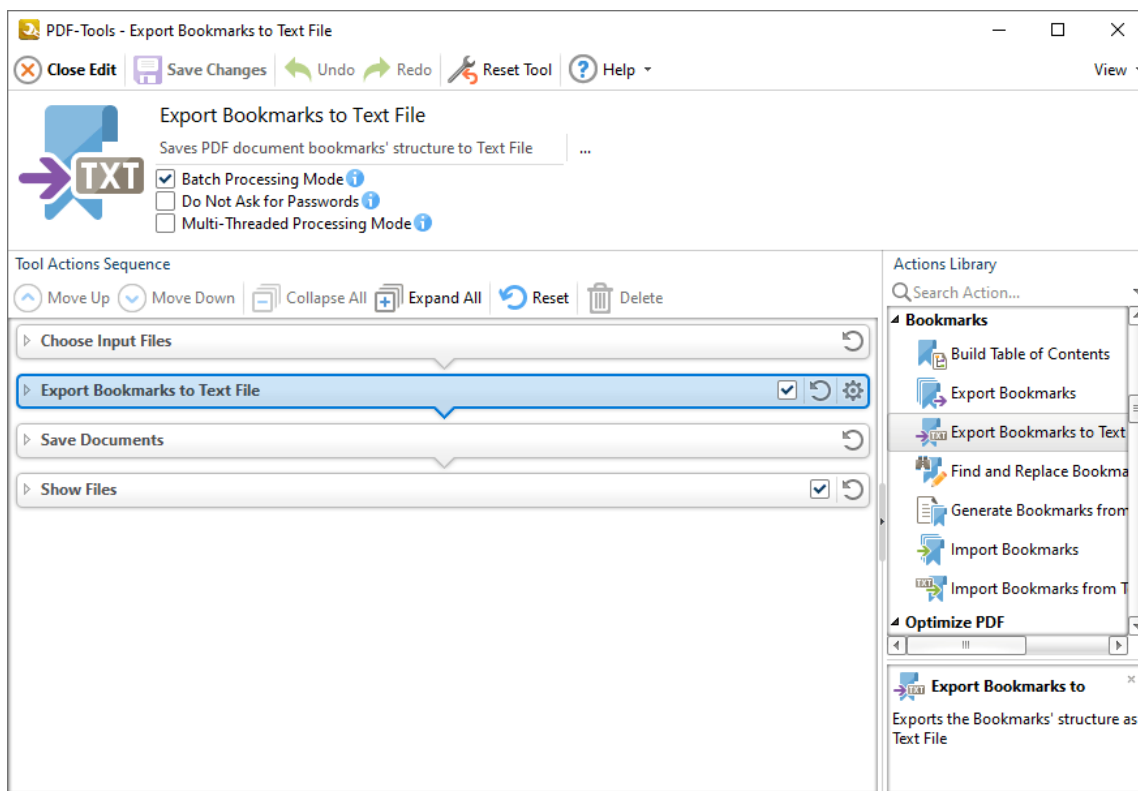 PDF-Tools - Export Bookmarks to Text File
Close Edit Save Changes Undo Redo Reset Tool ? Help View
Export Bookmarks to Text File
Saves PDF document bookmarks' structure to Text File ...
TXT
Batch Processing Mode i
Do Not Ask for Passwords i
Multi-Threaded Processing Mode i
Tool Actions Sequence
Move Up Move Down Collapse All Expand All Reset Delete
Choose Input Files
Export Bookmarks to Text File
Save Documents
Show Files
Actions Library
Search Action...
Bookmarks
Build Table of Contents
Export Bookmarks
TXT Export Bookmarks to Text
Find and Replace Bookma
Generate Bookmarks from
Import Bookmarks
TXT Import Bookmarks from T
Optimize PDF
TXT Export Bookmarks to
Exports the Bookmarks' structure as
Text File